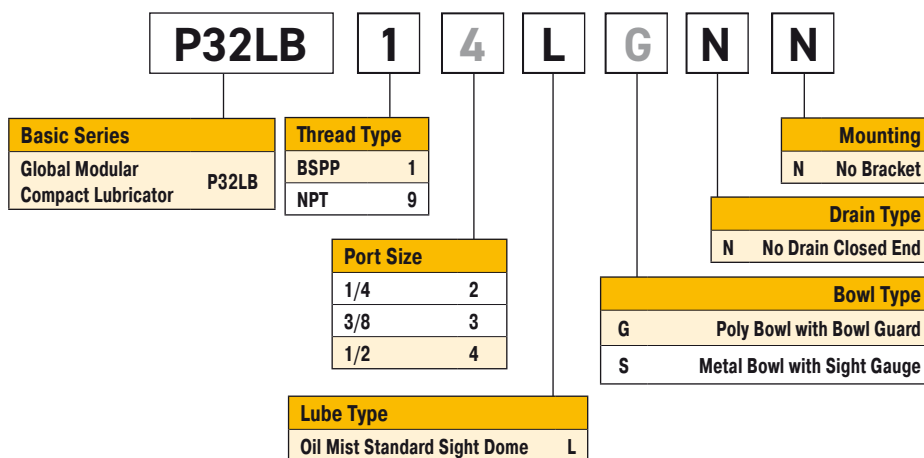 P32LB 1 4 L G N N
Basic Series
Global Modular
Compact Lubricator P32LB
Thread Type
BSPP 1
NPT 9
Mounting
N No Bracket
Drain Type
N No Drain Closed End
Port Size
1/4 2
3/8 3
1/2 4
Bowl Type
G Poly Bowl with Bowl Guard
S Metal Bowl with Sight Gauge
Lube Type
Oil Mist Standard Sight Dome L